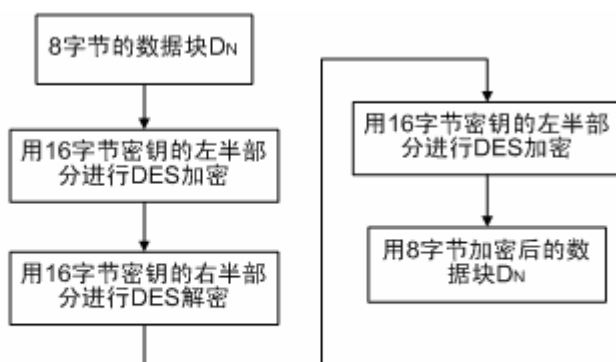 8字节的数据块DN
用16字节密钥的左半部
分进行DES加密
用16字节密钥的右半部
分进行DES解密
用16字节密钥的左半部
分进行DES加密
用8字节加密后的数
据块DN